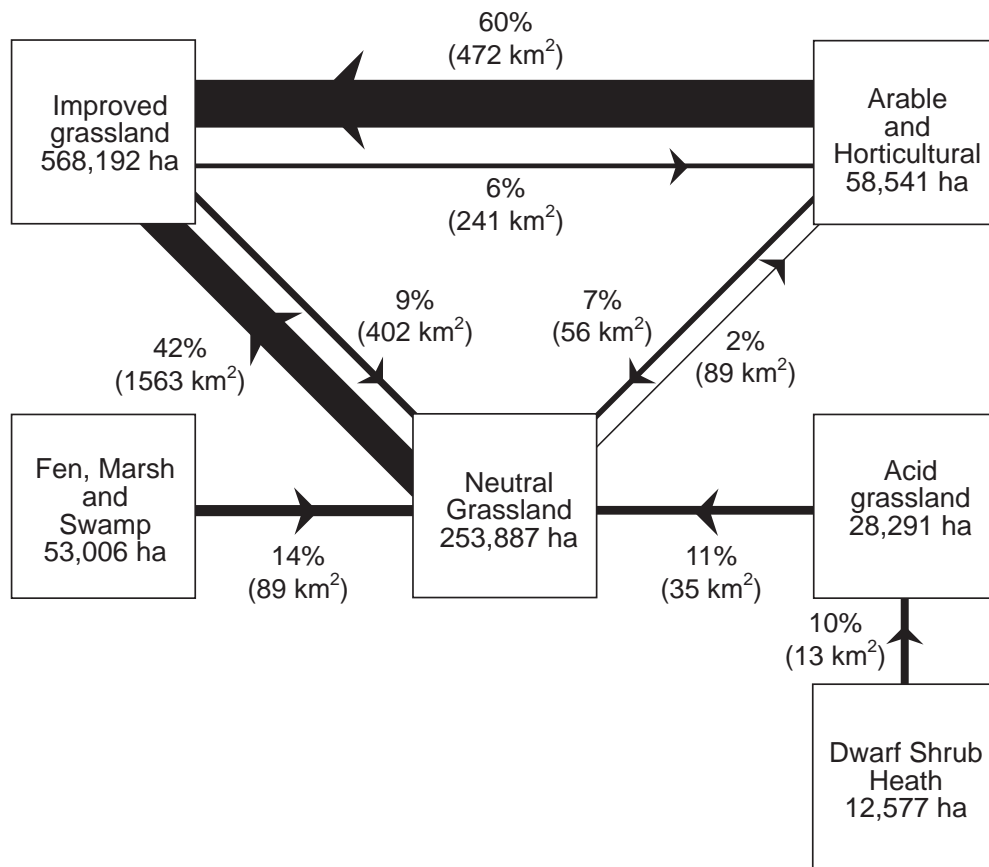 60%
(472 km²)
Improved
grassland
568,192 ha
Arable
and
Horticultural
58,541 ha
6%
(241 km²)
9%
(402 km²)
7%
(56 km²)
2%
(89 km²)
42%
(1563 km²)
Fen, Marsh
and
Swamp
53,006 ha
Neutral
Grassland
253,887 ha
Acid
grassland
28,291 ha
14%
(89 km²)
11%
(35 km²)
10%
(13 km²)
Dwarf Shrub
Heath
12,577 ha